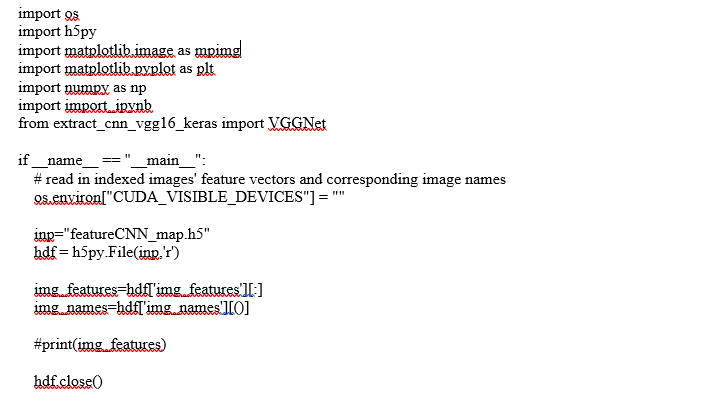 import os
import h5py
import matplotlib.image as mpimg
import matplotlib.pyplot as plt
import numpy as np
import import_ipynb
from extract_cnn_vgg16_keras import VGGNet
if __name__ == "__main__":
# read in indexed images' feature vectors and corresponding image names
os.environ["CUDA_VISIBLE_DEVICES"] = ""
inp="featureCNN_map.h5"
hdf = h5py.File(inp,'r')
img_features=hdf['img_features'][:]
img_names=hdf['img_names'][()]
#print(img_features)
hdf.close()